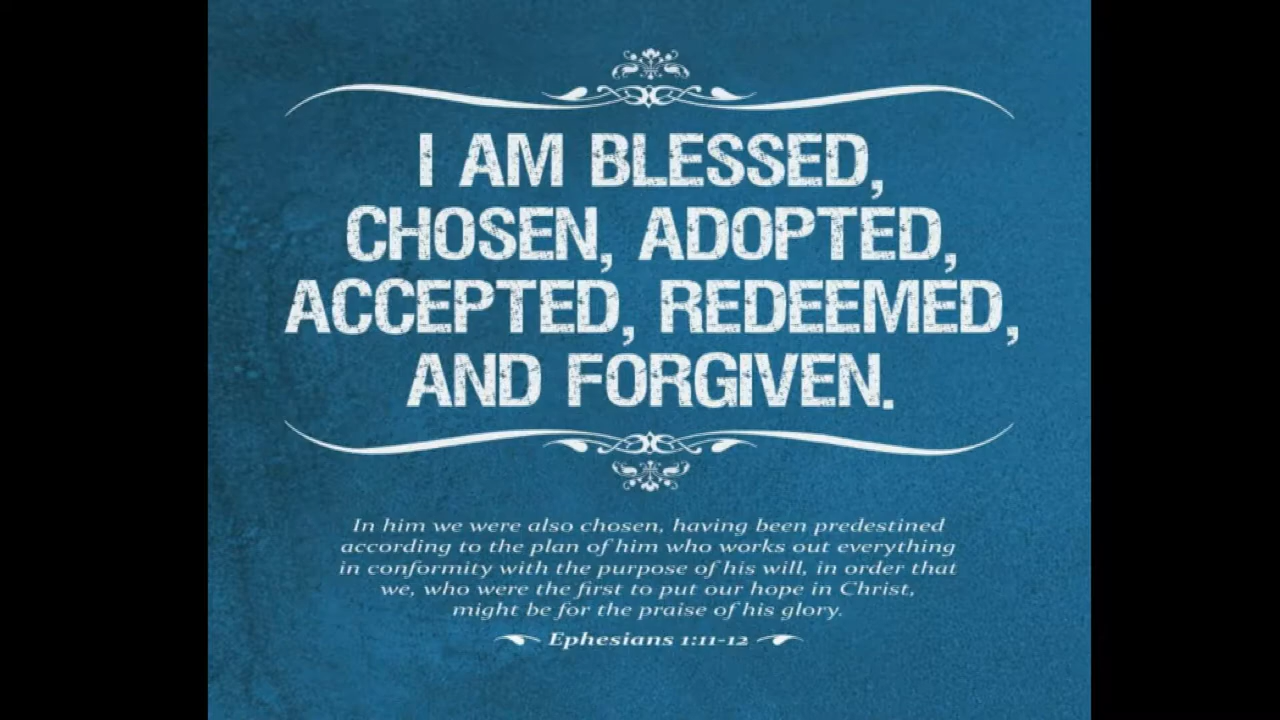 I AM BLESSED,
CHOSEN, ADOPTED,
ACCEPTED, REDEEMED,
AND FORGIVEN.
In him we were also chosen, having been predestined
according to the plan of him who works out everything
in conformity with the purpose of his will, in order that
we, who were the first to put our hope in Christ,
might be for the praise of his glory.
Ephesians 1:11-12